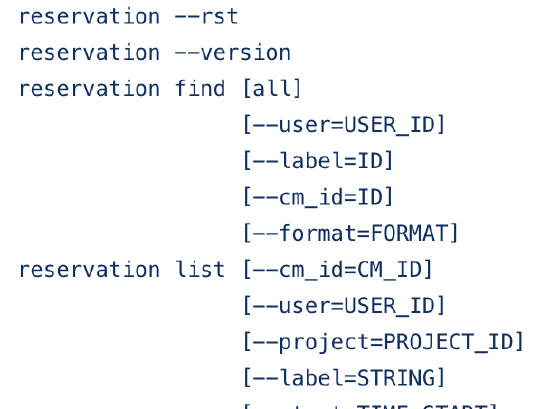 reservation --rst
reservation --version
reservation find [all]
[--user=USER_ID]
[--label=ID]
[--cm_id=ID]
[--format=FORMAT]
reservation list [--cm_id=CM_ID]
[--user=USER_ID]
[--project=PROJECT_ID]
[--label=STRING]